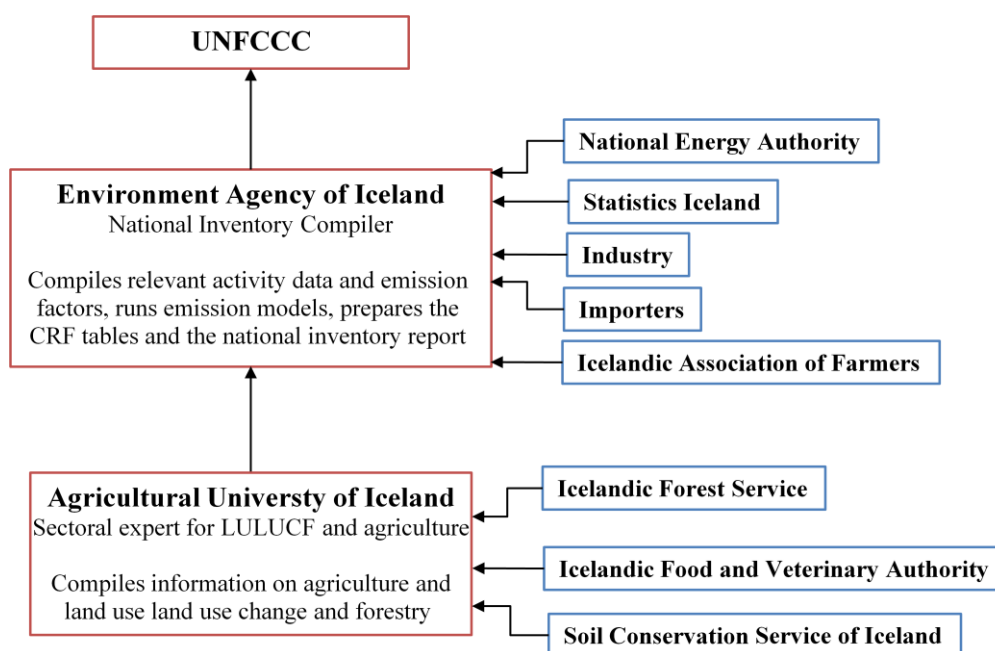 UNFCCC
National Energy Authority
Environment Agency of Iceland
National Inventory Compiler
Compiles relevant activity data and emission
factors, runs emission models, prepares the
CRF tables and the national inventory report
Statistics Iceland
Industry
Importers
Icelandic Association of Farmers
Agricultural Universty of Iceland
Sectoral expert for LULUCF and agriculture
Compiles information on agriculture and
land use land use change and forestry
Icelandic Forest Service
Icelandic Food and Veterinary Authority
Soil Conservation Service of Iceland